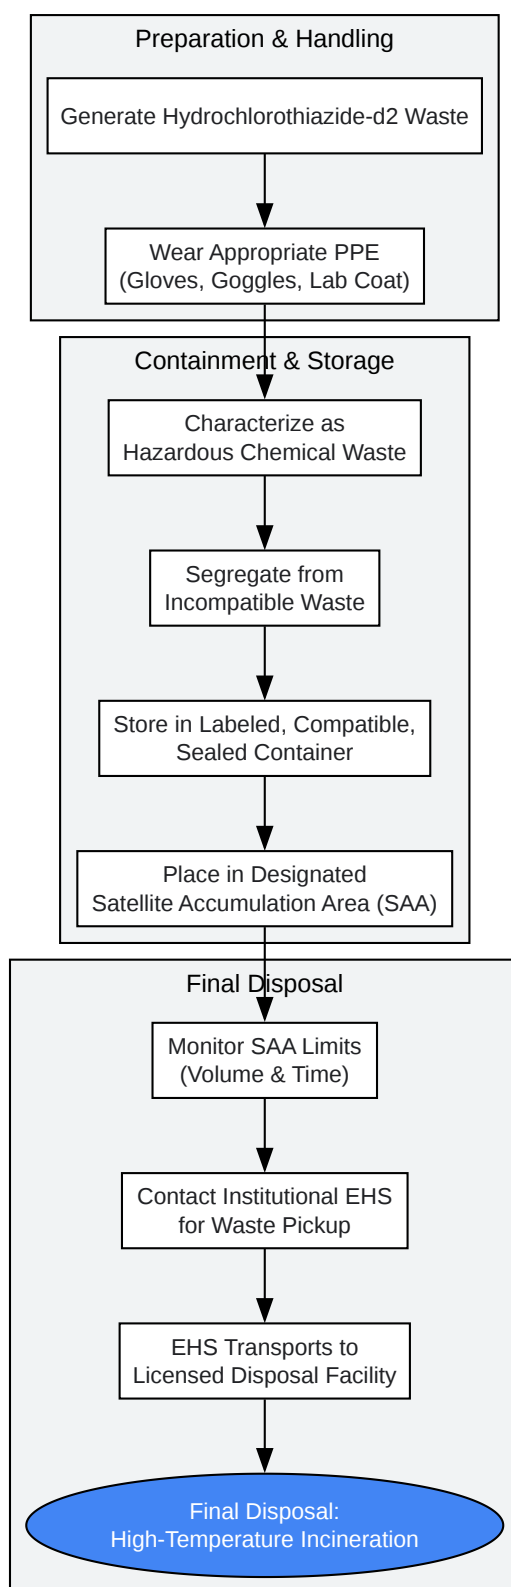 Preparation & Handling
Generate Hydrochlorothiazide-d2 Waste
Wear Appropriate PPE
(Gloves, Goggles, Lab Coat)
Containment & Storage
Characterize as
Hazardous Chemical Waste
Segregate from
Incompatible Waste
Store in Labeled, Compatible,
Sealed Container
Place in Designated
Satellite Accumulation Area (SAA)
Final Disposal
Monitor SAA Limits
(Volume & Time)
Contact Institutional EHS
for Waste Pickup
EHS Transports to
Licensed Disposal Facility
Final Disposal:
High-Temperature Incineration